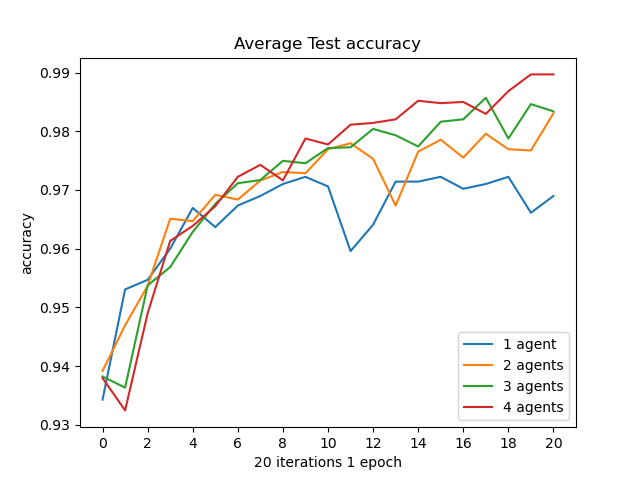 Average Test accuracy
accuracy
0.99
0.98
0.97
0.96
0.95
0.94
0.93
0 2 4 6 8 10 12 14 16 18 20
20 iterations 1 epoch
1 agent
2 agents
3 agents
4 agents